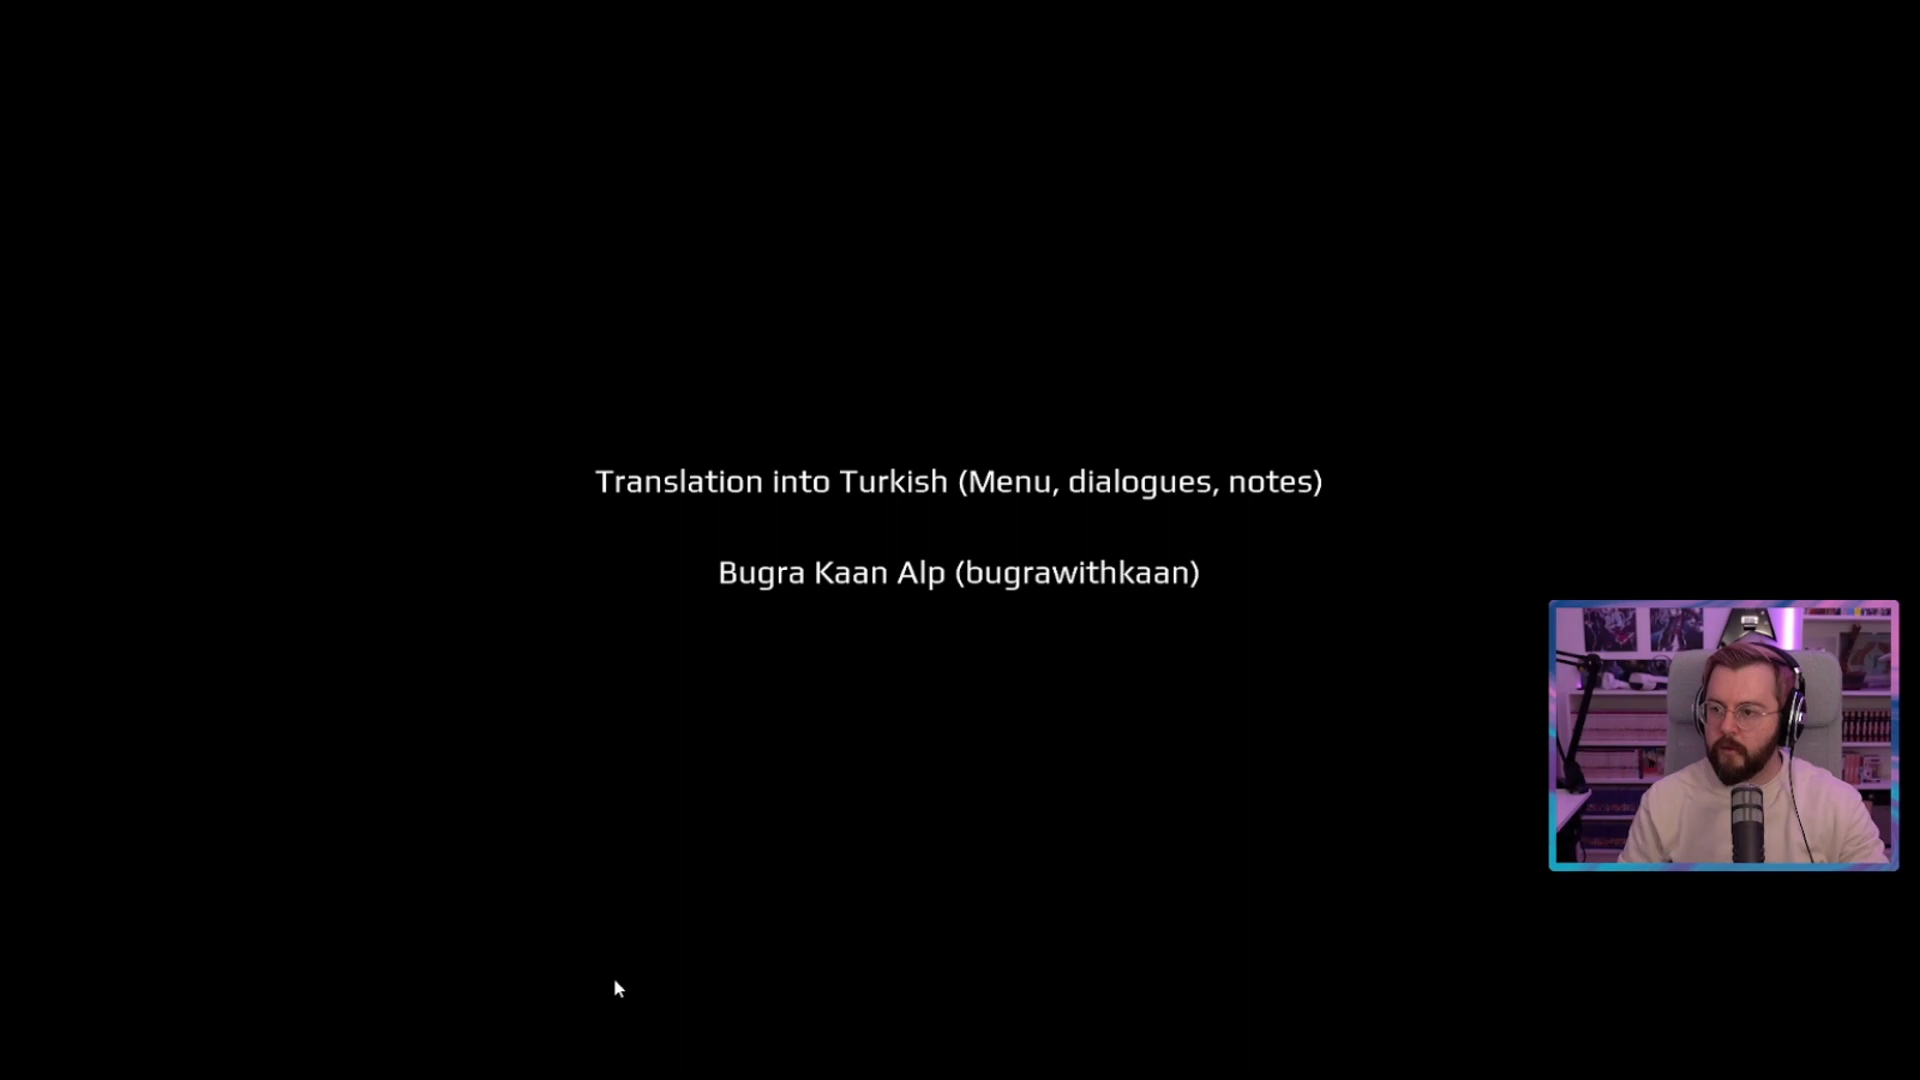 Translation into Turkish (Menu, dialogues, notes)
Bugra Kaan Alp (bugrawithkaan)